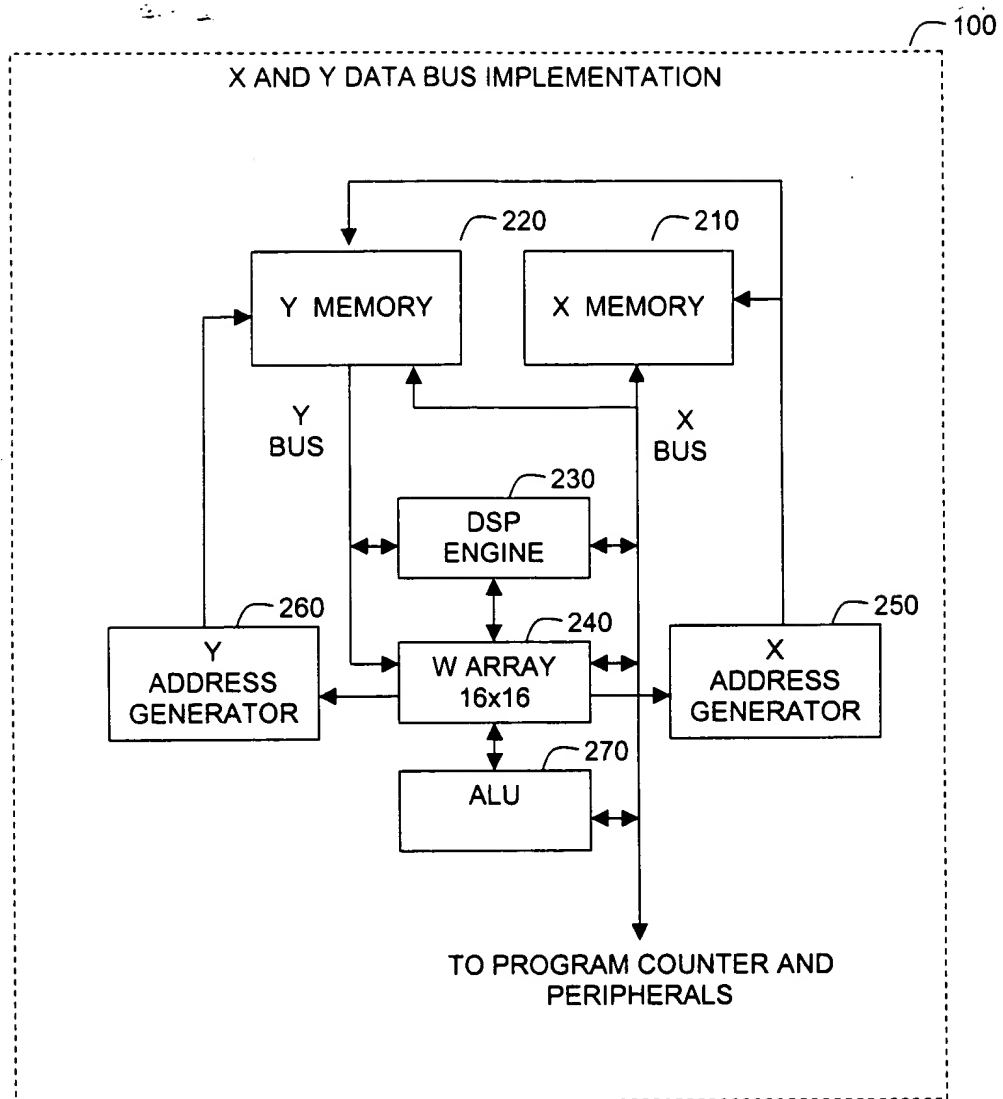 100
X AND Y DATA BUS IMPLEMENTATION
220
210
Y MEMORY
X MEMORY
Y
BUS
X
BUS
230
DSP
ENGINE
260
240
250
Y
ADDRESS
GENERATOR
W ARRAY
16x16
X
ADDRESS
GENERATOR
270
ALU
TO PROGRAM COUNTER AND
PERIPHERALS